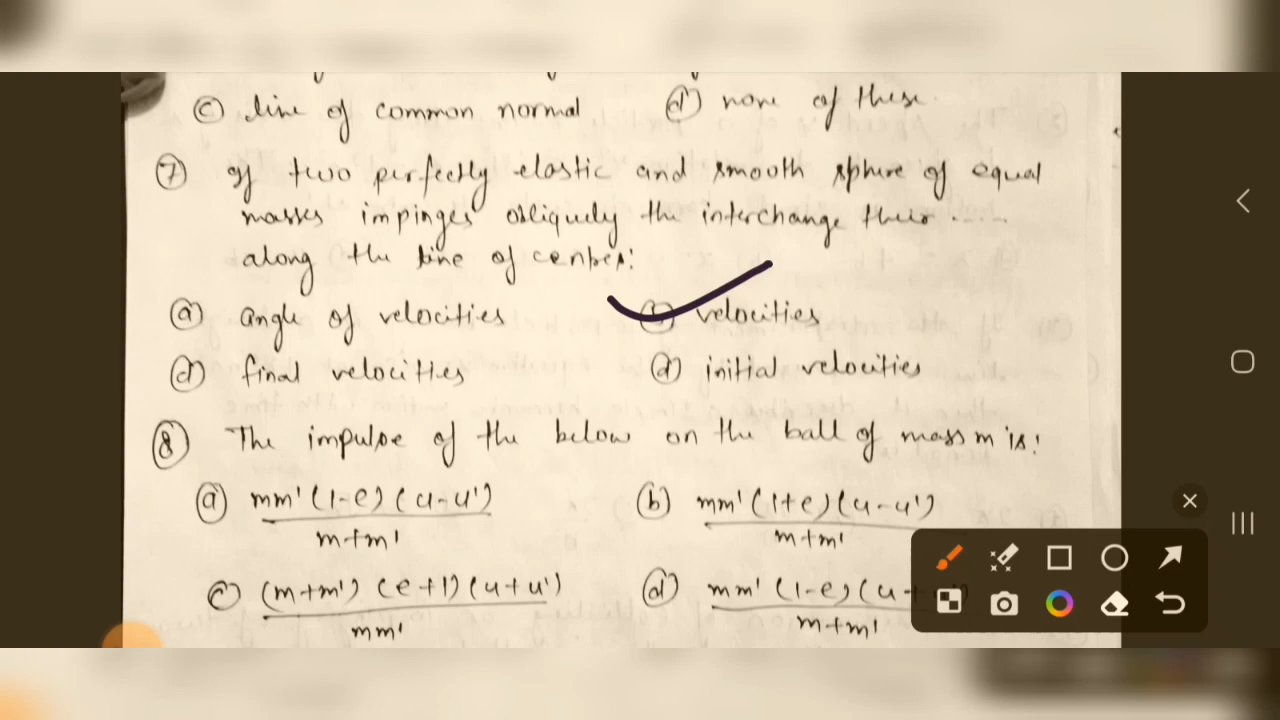 (c) line of common normal (d) none of these.
(7) If two perfectly elastic and smooth sphere of equal
masses impinges obliquely the interchange their ......
along the line of centres:
(a) angle of velocities (b) velocities
(d) final velocities (d) initial velocities
(8) The impulse of the below on the ball of mass m is:
(a) mm'(1-e)(u-u') / m+m' (b) mm'(1+e)(u-u') / m+m'
(c) (m+m')(e+1)(u+u') / mm' (d) mm'(1-e)(u+ / m+m'